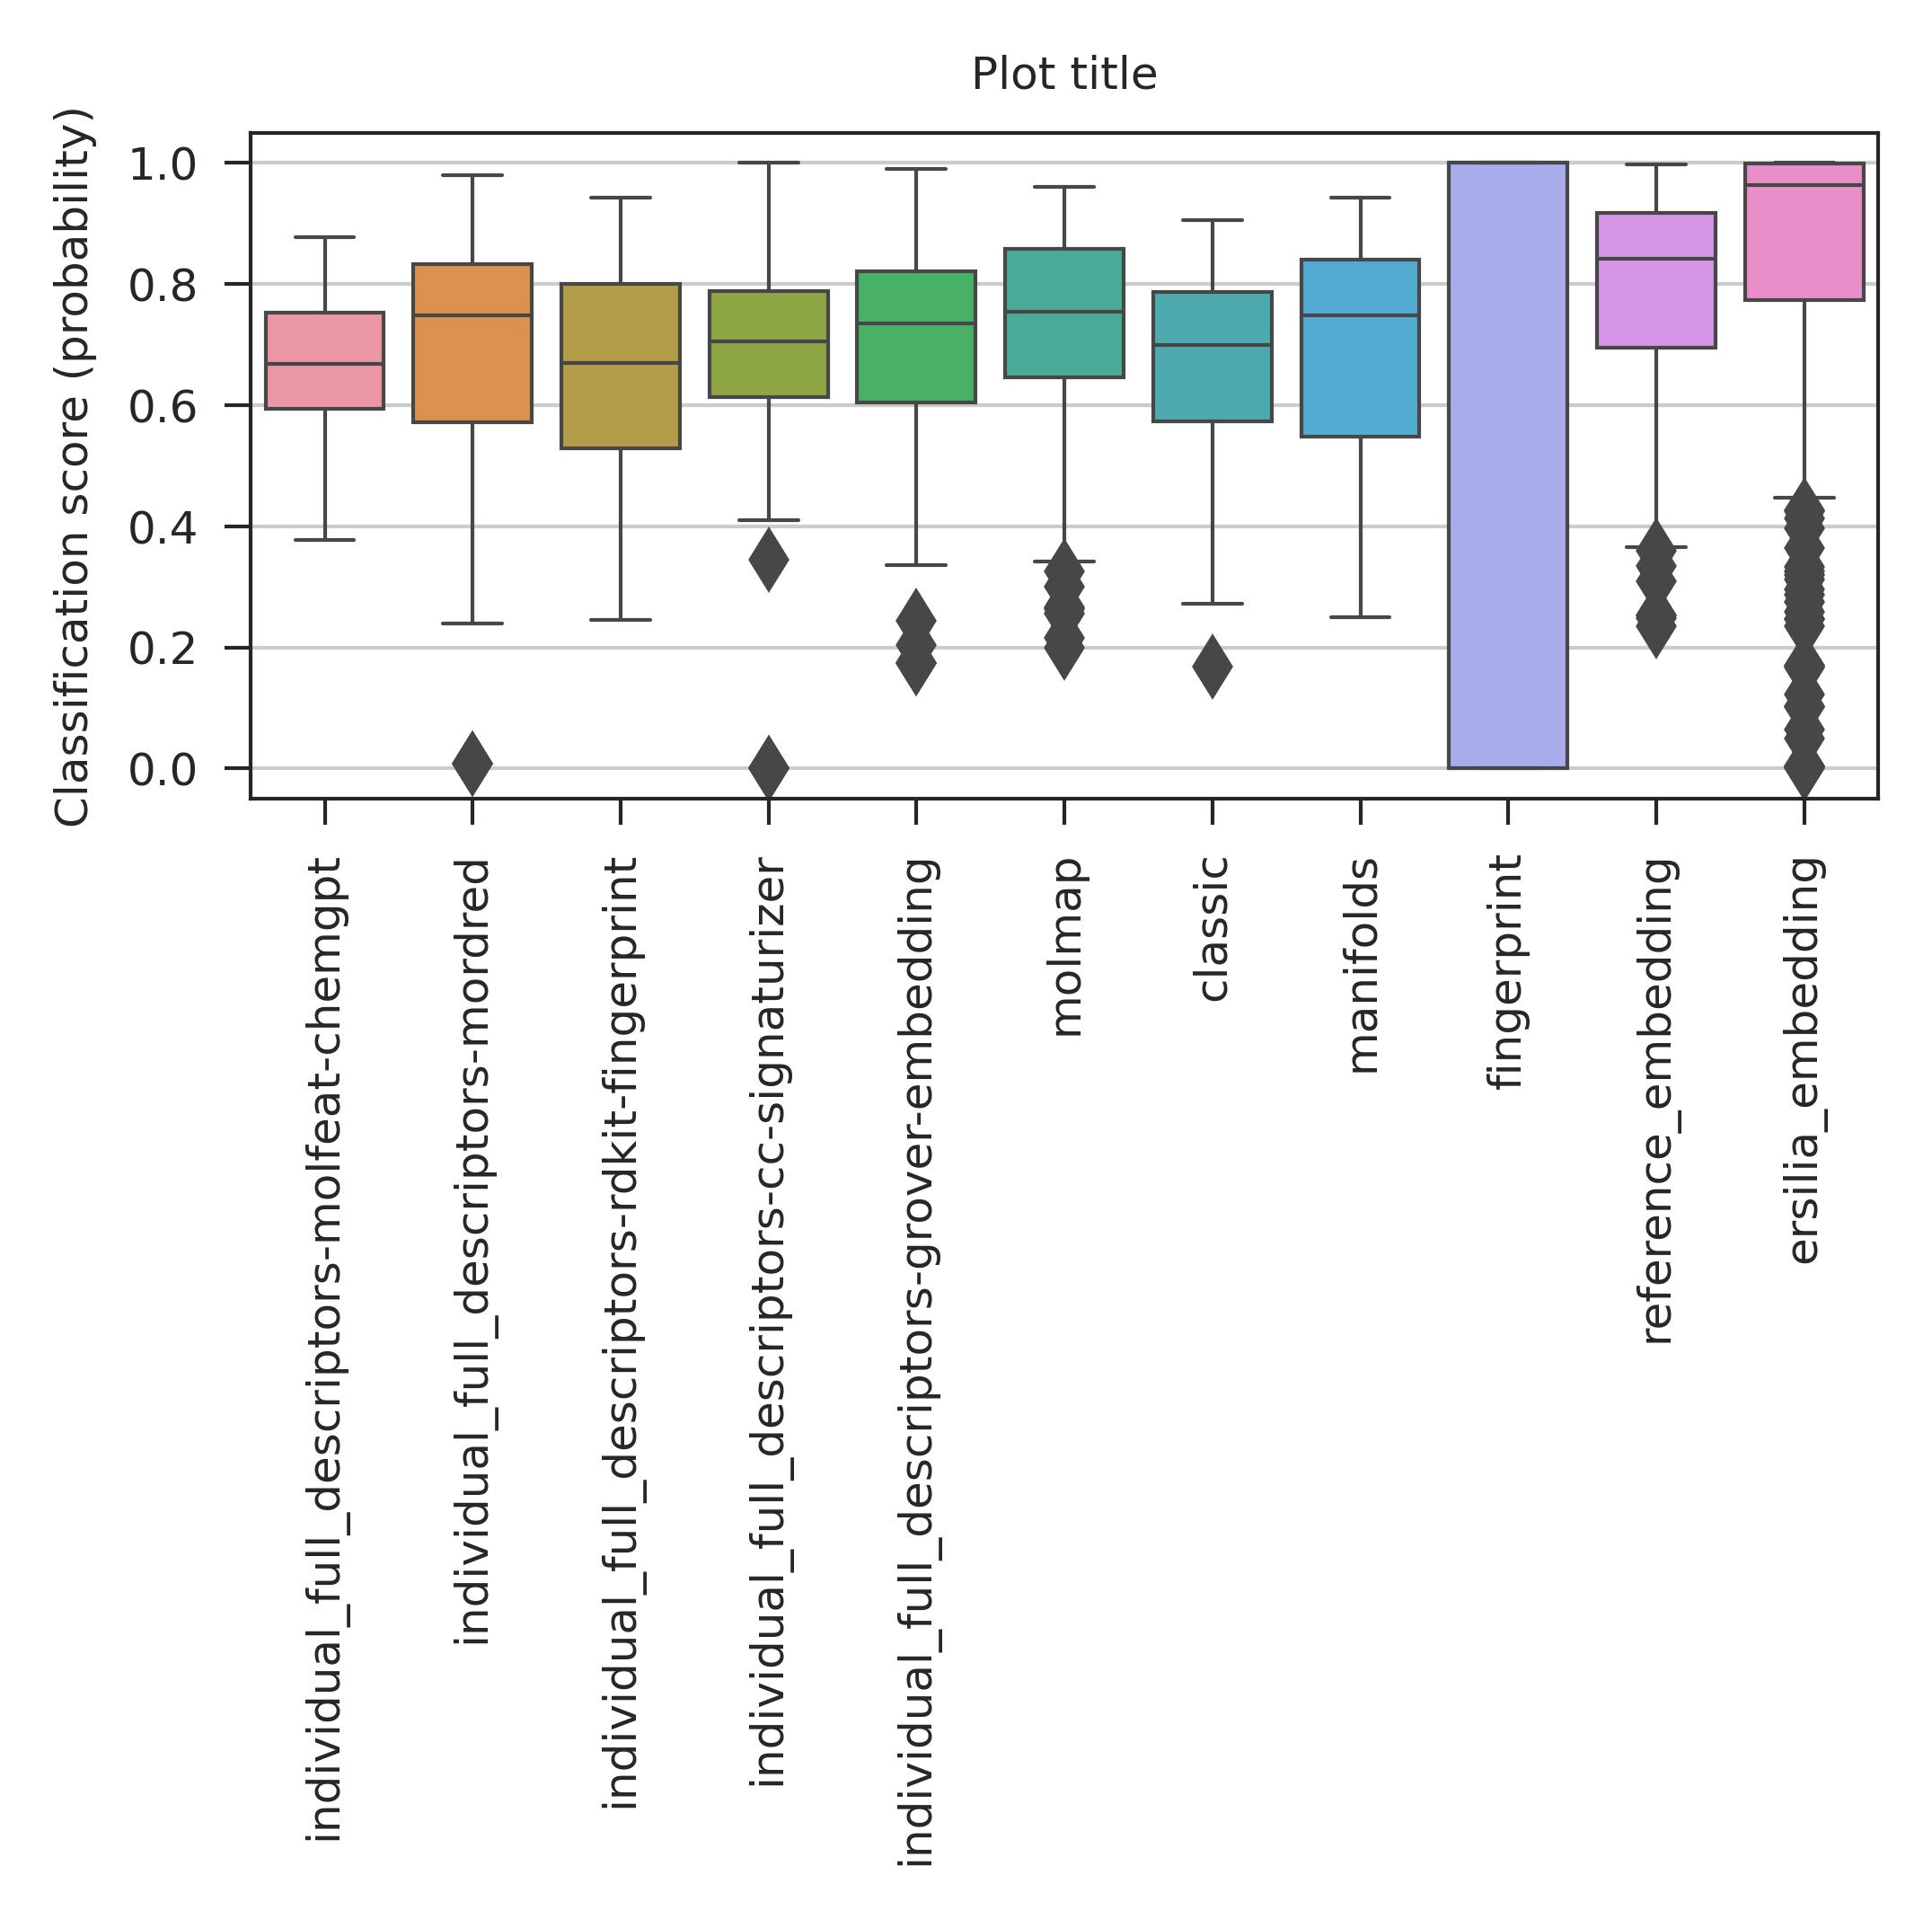 Plot title
Classification score (probability)
1.0
0.8
0.6
0.4
0.2
0.0
individual_full_descriptors-molfeat-chemgpt
individual_full_descriptors-mordred
individual_full_descriptors-rdkit-fingerprint
individual_full_descriptors-cc-signaturizer
individual_full_descriptors-grover-embedding
molmap
classic
manifolds
fingerprint
reference_embedding
ersilia_embedding